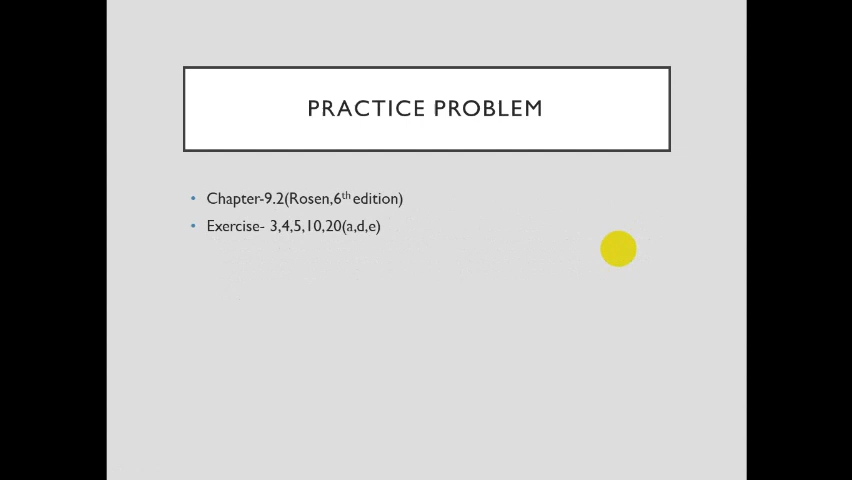 PRACTICE PROBLEM
• Chapter-9.2(Rosen,6th edition)
• Exercise- 3,4,5,10,20(a,d,e)